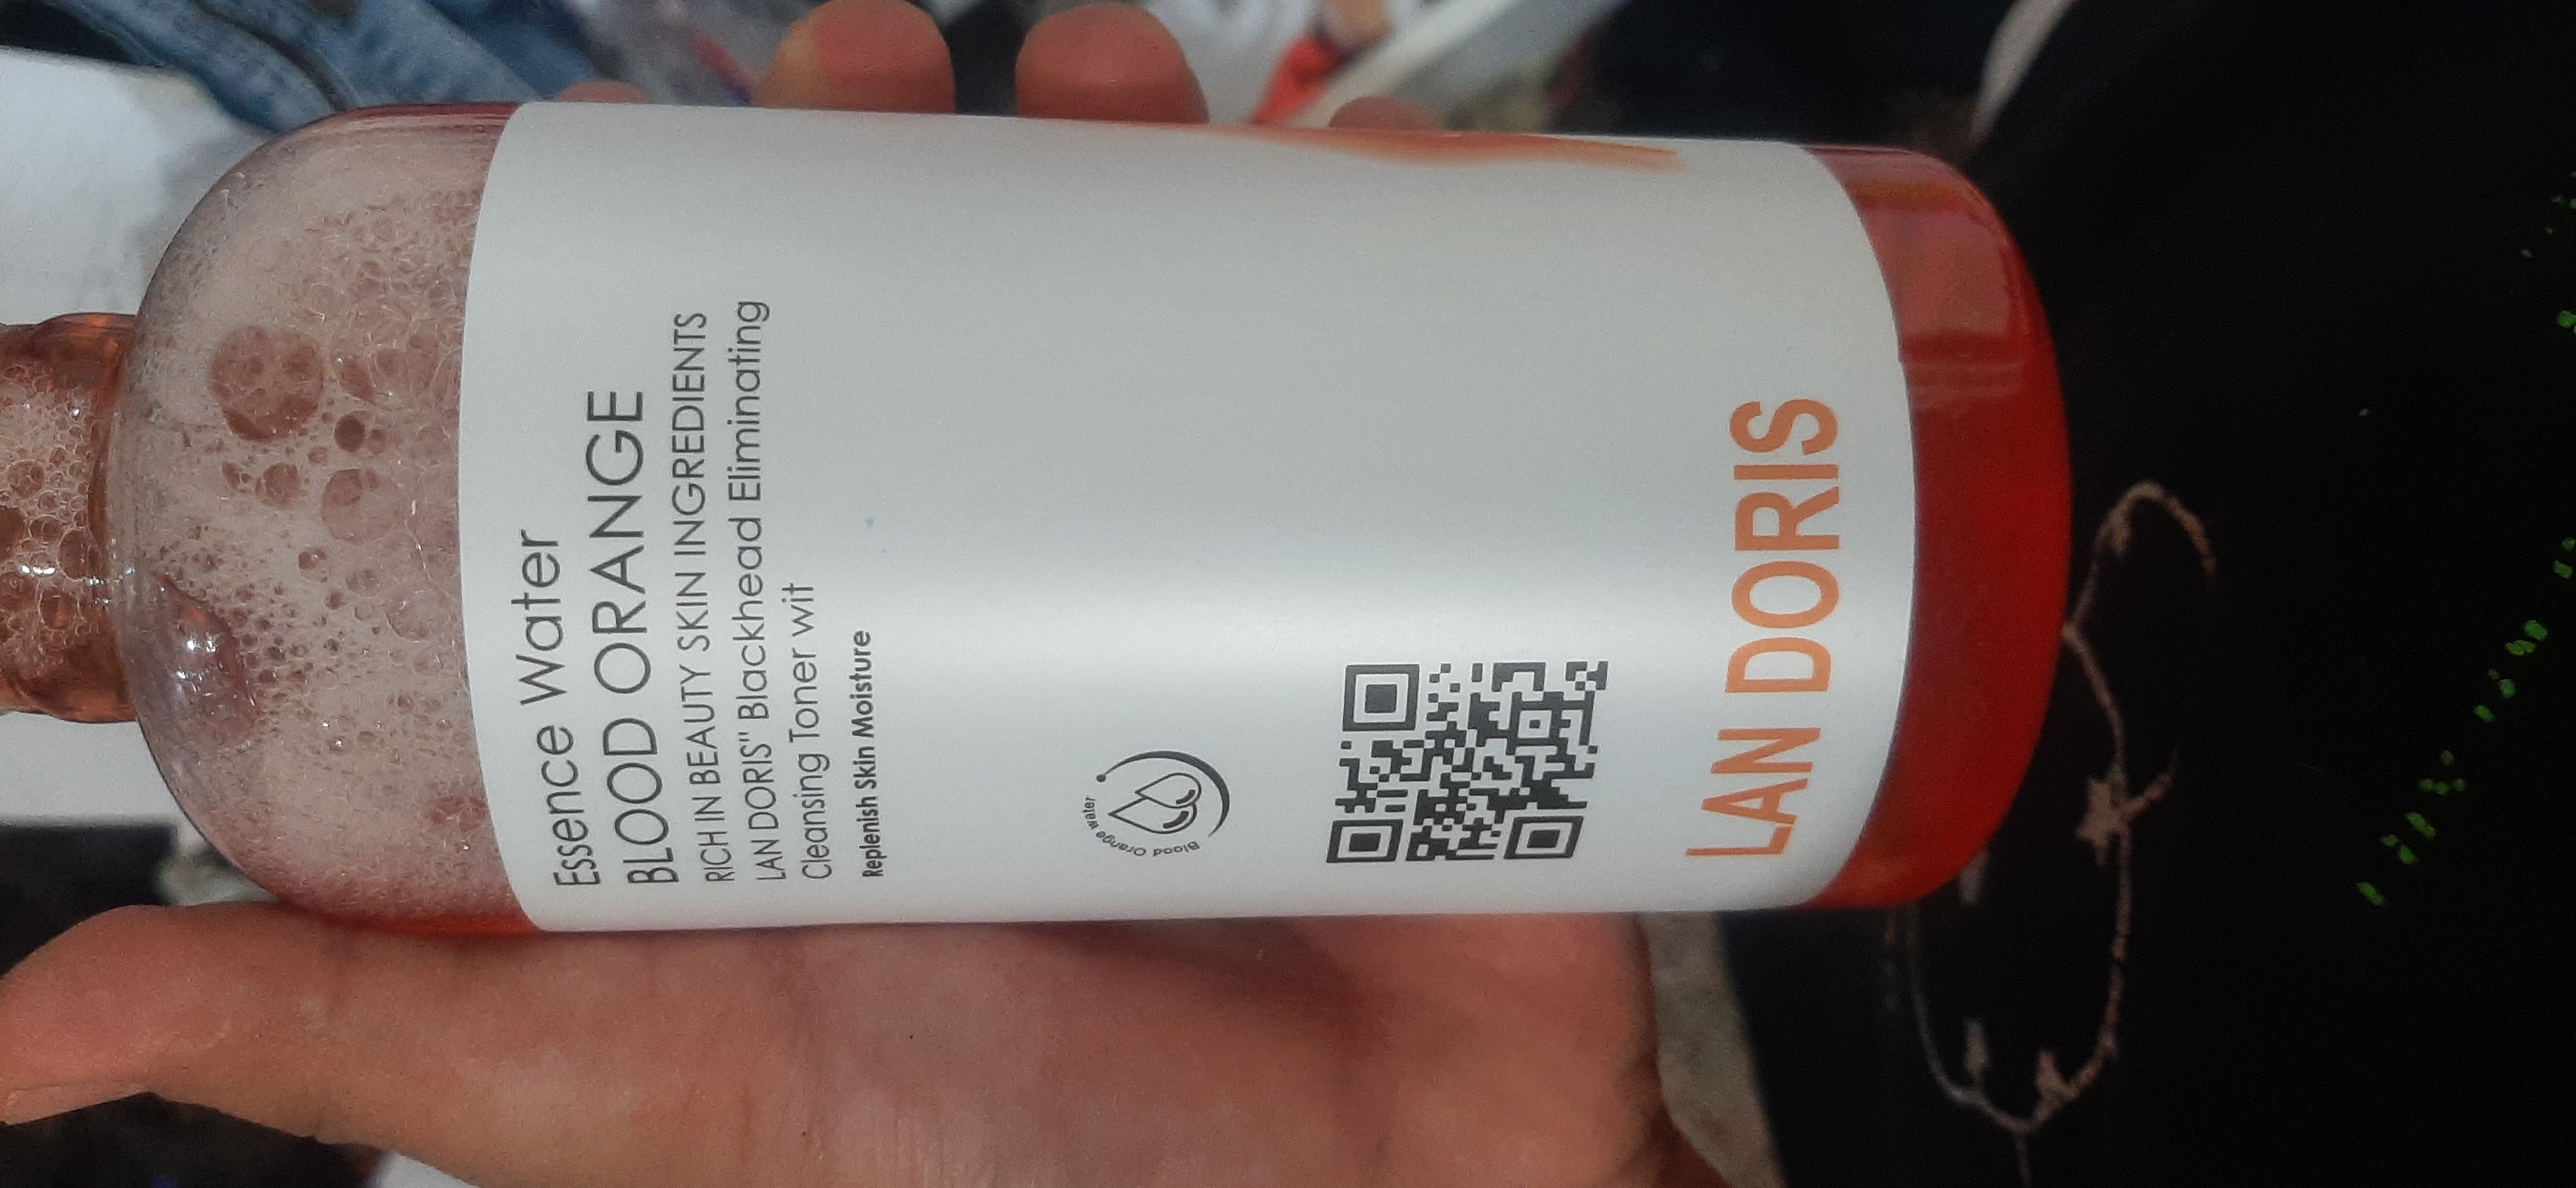 Essence Water
BLOOD ORANGE
RICH IN BEAUTY SKIN INGREDIENTS
LAN DORIS" Blackhead Eliminating
Cleansing Toner wit
Replenish Skin Moisture
Blood Orange water
LAN DORIS